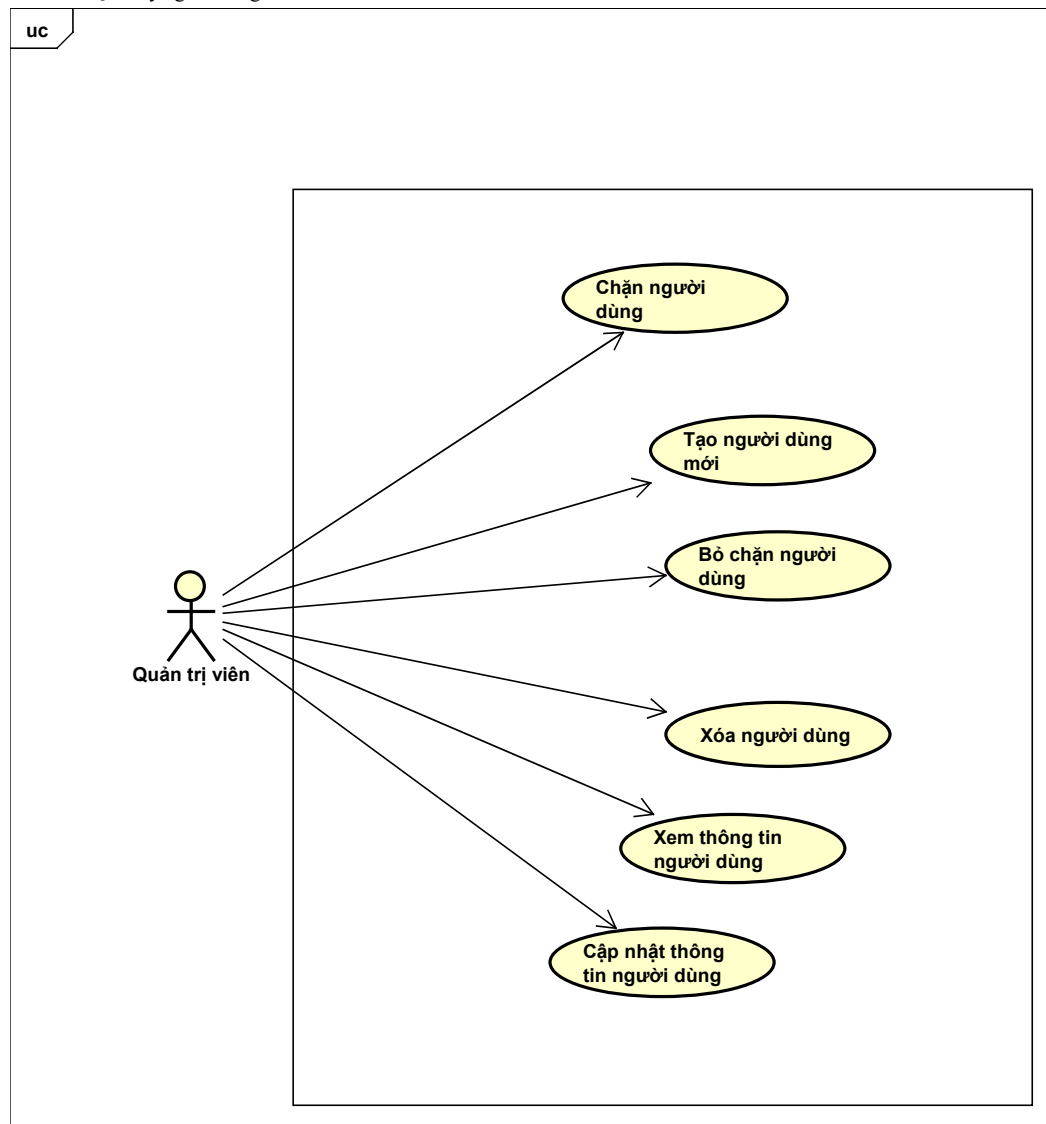 uc
Chặn người
dùng
Tạo người dùng
mới
Bỏ chặn người
dùng
Quản trị viên
Xóa người dùng
Xem thông tin
người dùng
Cập nhật thông
tin người dùng